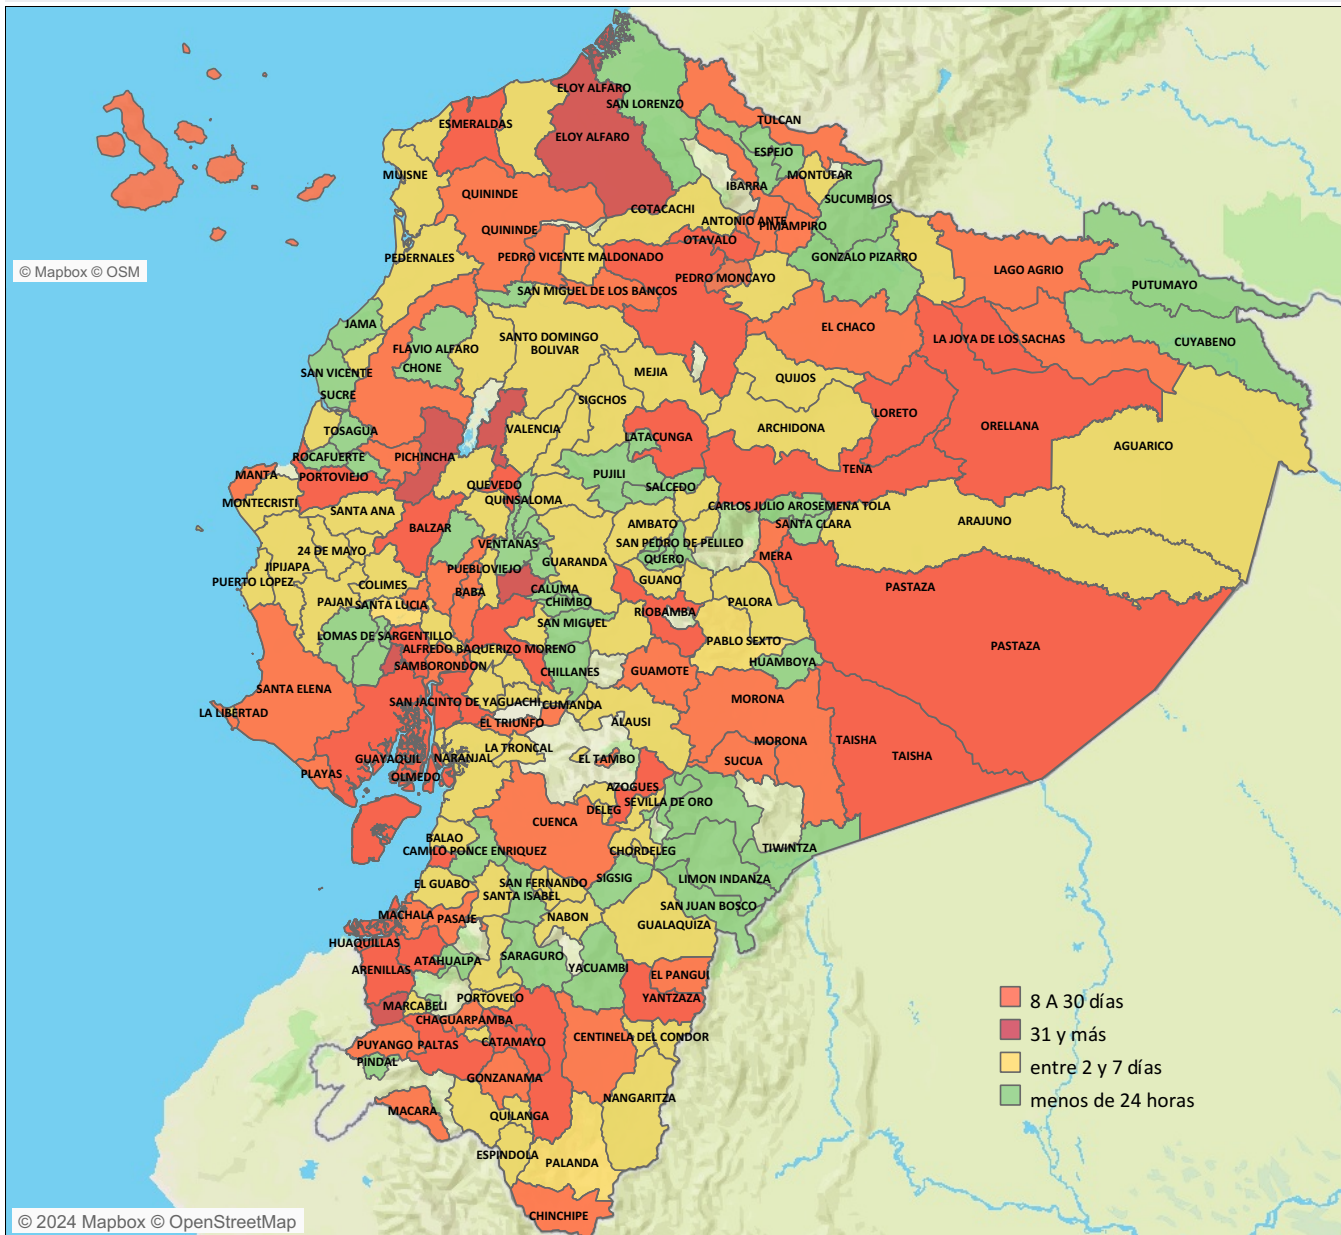 ELOY ALFARO
SAN LORENZO
ESMERALDAS
TULCAN
ELOY ALFARO
ESPEJO
MUISNE
MONTUFAR
IBARRA
QUININDE
SUCUMBIOS
COTACACHI
ANTONIO ANTE
PIMAMPIRO
QUININDE
OTAVALO
© Mapbox © OSM
PEDERNALES
PEDRO VICENTE MALDONADO
GONZALO PIZARRO
LAGO AGRIO
PEDRO MONCAYO
PUTUMAYO
SAN MIGUEL DE LOS BANCOS
JAMA
EL CHACO
SANTO DOMINGO
LA JOYA DE LOS SACHAS
CUYABENO
FLAVIO ALFARO
BOLIVAR
CHONE
SAN VICENTE
MEJIA
QUIJOS
SUCRE
SIGCHOS
LORETO
TOSAGUA
VALENCIA
ARCHIDONA
ORELLANA
LATACUNGA
AGUARICO
ROCAFUERTE
PICHINCHA
MANTA
PORTOVIEJO
PUJILI
TENA
QUEVEDO
SALCEDO
MONTECRISTI
QUINSALOMA
SANTA ANA
CARLOS JULIO AROSEMENA TOLA
BALZAR
AMBATO
SANTA CLARA
ARAJUNO
24 DE MAYO
VENTANAS
SAN PEDRO DE PELILEO
JIPIJAPA
GUARANDA
QUERO
MERA
PUEBLOVIEJO
PUERTO LOPEZ
COLIMES
GUANO
PASTAZA
BABA
CALUMA
PAJAN
SANTA LUCIA
CHIMBO
PALORA
RIOBAMBA
SAN MIGUEL
LOMAS DE SARGENTILLO
PABLO SEXTO
PASTAZA
ALFREDO BAQUERIZO MORENO
HUAMBOYA
SAMBORONDON
CHILLANES
GUAMOTE
SANTA ELENA
MORONA
SAN JACINTO DE YAGUACHI
CUMANDA
LA LIBERTAD
EL TRIUNFO
ALAUSI
MORONA
TAISHA
LA TRONCAL
GUAYAQUIL
NARANJAL
EL TAMBO
SUCUA
TAISHA
PLAYAS
OLMEDO
AZOGUES
SEVILLA DE ORO
DELEG
CUENCA
BALAO
TIWINTZA
CAMILO PONCE ENRIQUEZ
CHORDELEG
SIGSIG
LIMON INDANZA
EL GUABO
SAN FERNANDO
SANTA ISABEL
SAN JUAN BOSCO
MACHALA
PASAJE
NABON
GUALAQUIZA
HUAQUILLAS
ATAHUALPA
SARAGURO
ARENILLAS
YACUAMBI
EL PANGUI
PORTOVELO
YANTZAZA
MARCABELI
CHAGUARPAMBA
CENTINELA DEL CONDOR
PUYANGO
PALTAS
CATAMAYO
PINDAL
GONZANAMA
NANGARITZA
MACARA
QUILANGA
ESPINDOLA
PALANDA
CHINCHIPE
8 A 30 días
31 y más
entre 2 y 7 días
menos de 24 horas
© 2024 Mapbox © OpenStreetMap